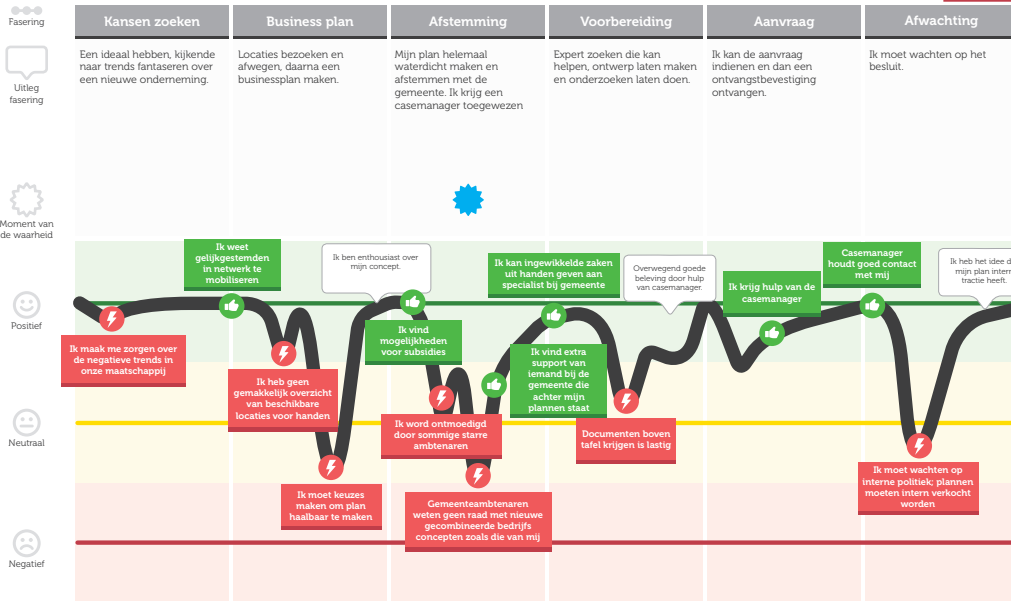 Fasering
Kansen zoeken
Business plan
Afstemming
Voorbereiding
Aanvraag
Afwachting
Uitleg
fasering
Een ideaal hebben, kijkende
naar trends fantaseren over
een nieuwe onderneming.
Locaties bezoeken en
afwegen, daarna een
businessplan maken.
Mijn plan helemaal
waterdicht maken en
afstemmen met de
gemeente. Ik krijg een
casemanager toegewezen
Expert zoeken die kan
helpen, ontwerp laten maken
en onderzoeken laten doen.
Ik kan de aanvraag
indienen en dan een
ontvangstbevestiging
ontvangen.
Ik moet wachten op het
besluit.
Moment van
de waarheid
Positief
Neutraal
Negatief
Ik maak me zorgen over
de negatieve trends in
onze maatschappij
Ik weet
gelijkgestemden
in netwerk te
mobiliseren
Ik heb geen
gemakkelijk overzicht
van beschikbare
locaties voor handen
Ik moet keuzes
maken om plan
haalbaar te maken
Ik ben enthousiast over
mijn concept.
Ik vind
mogelijkheden
voor subsidies
Ik word ontmoedigd
door sommige starre
ambtenaren
Gemeenteambtenaren
weten geen raad met nieuwe
gecombineerde bedrijfs
concepten zoals die van mij
Ik kan ingewikkelde zaken
uit handen geven aan
specialist bij gemeente
Ik vind extra
support van
iemand bij de
gemeente die
achter mijn
plannen staat
Documenten boven
tafel krijgen is lastig
Overwegend goede
beleving door hulp
van casemanager.
Ik krijg hulp van de
casemanager
Casemanager
houdt goed contact
met mij
Ik moet wachten op
interne politiek; plannen
moeten intern verkocht
worden
Ik heb het idee d
mijn plan intern
tractie heeft.